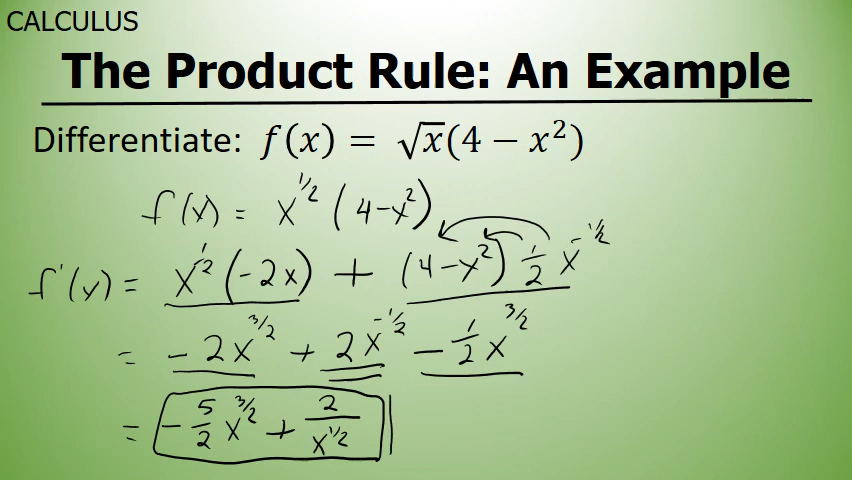 CALCULUS
The Product Rule: An Example
Differentiate: f(x) = √x(4 − x²)
f(x) = x^1/2 (4−x²)
f'(x) = x^1/2 (−2x) + (4−x²) 1/2 x^−1/2
= −2x^3/2 + 2x^−1/2 − 1/2 x^3/2
= −5/2 x^3/2 + 2/x^1/2